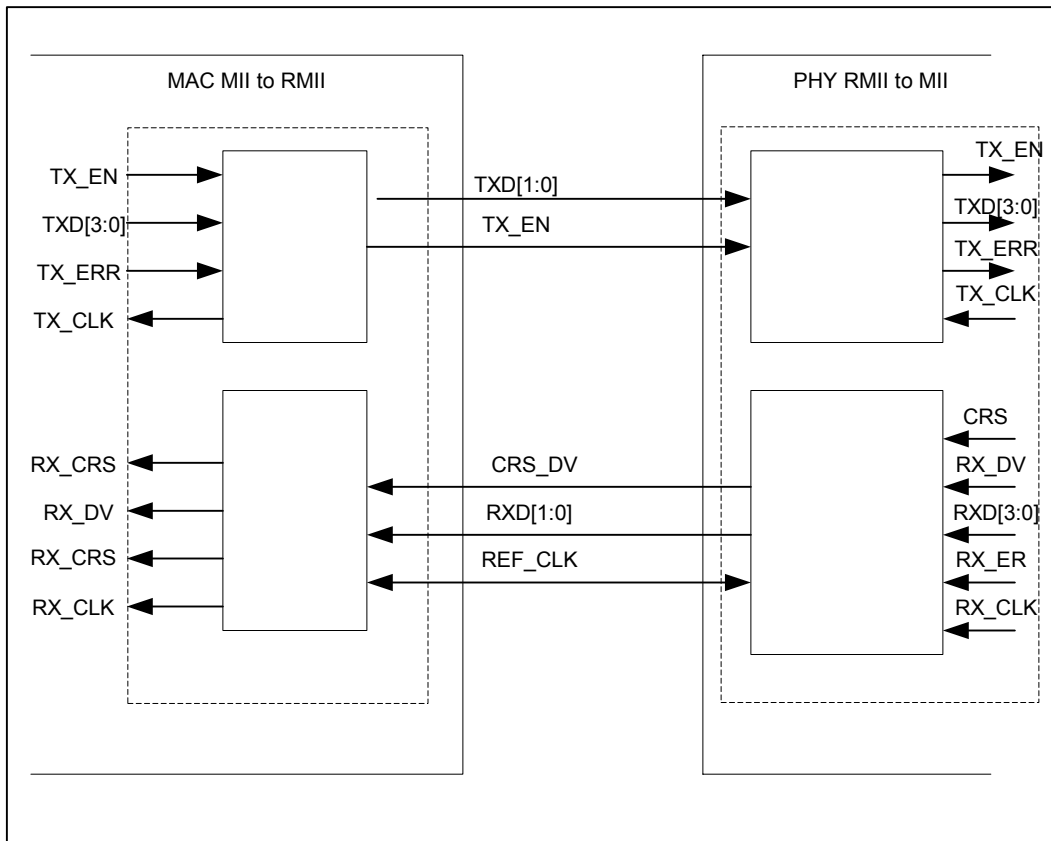 MAC MII to RMII
TX_EN
TXD[3:0]
TX_ERR
TX_CLK
RX_CRS
RX_DV
RX_CRS
RX_CLK
TXD[1:0]
TX_EN
CRS_DV
RXD[1:0]
REF_CLK
PHY RMII to MII
TX_EN
TXD[3:0]
TX_ERR
TX_CLK
CRS
RX_DV
RXD[3:0]
RX_ER
RX_CLK